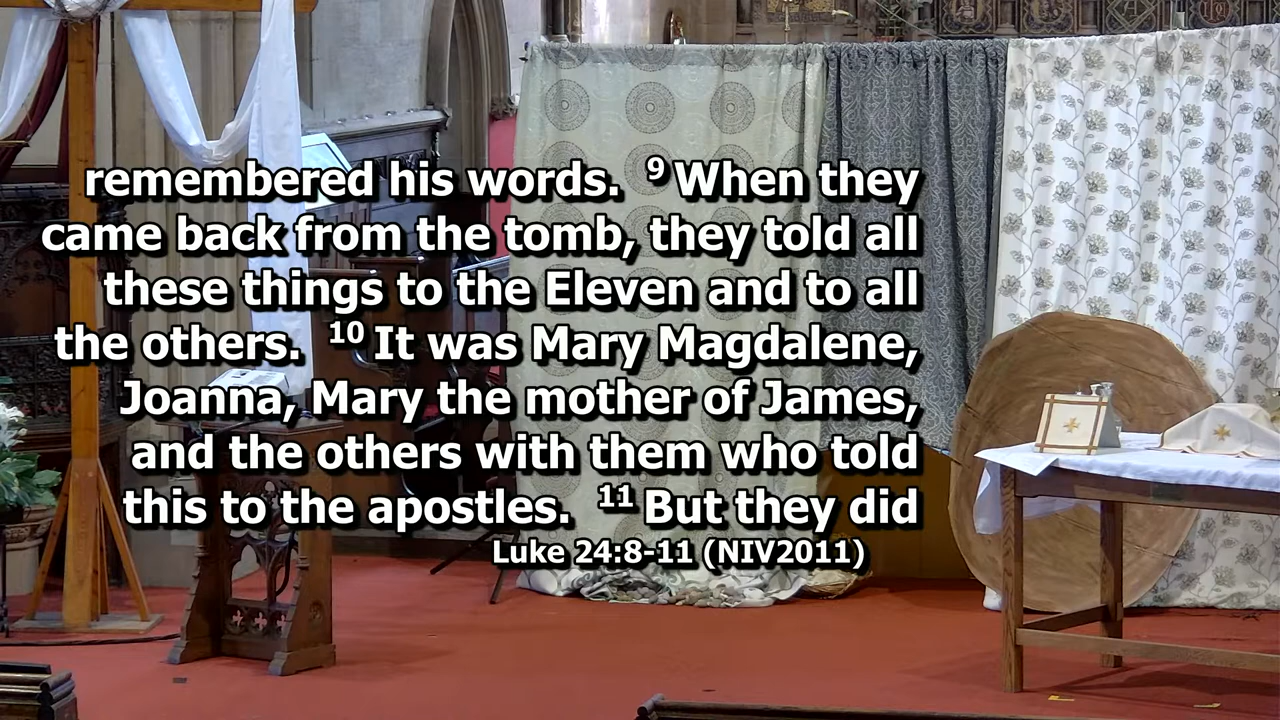 remembered his words. 9 When they
came back from the tomb, they told all
these things to the Eleven and to all
the others. 10 It was Mary Magdalene,
Joanna, Mary the mother of James,
and the others with them who told
this to the apostles. 11 But they did
Luke 24:8-11 (NIV2011)